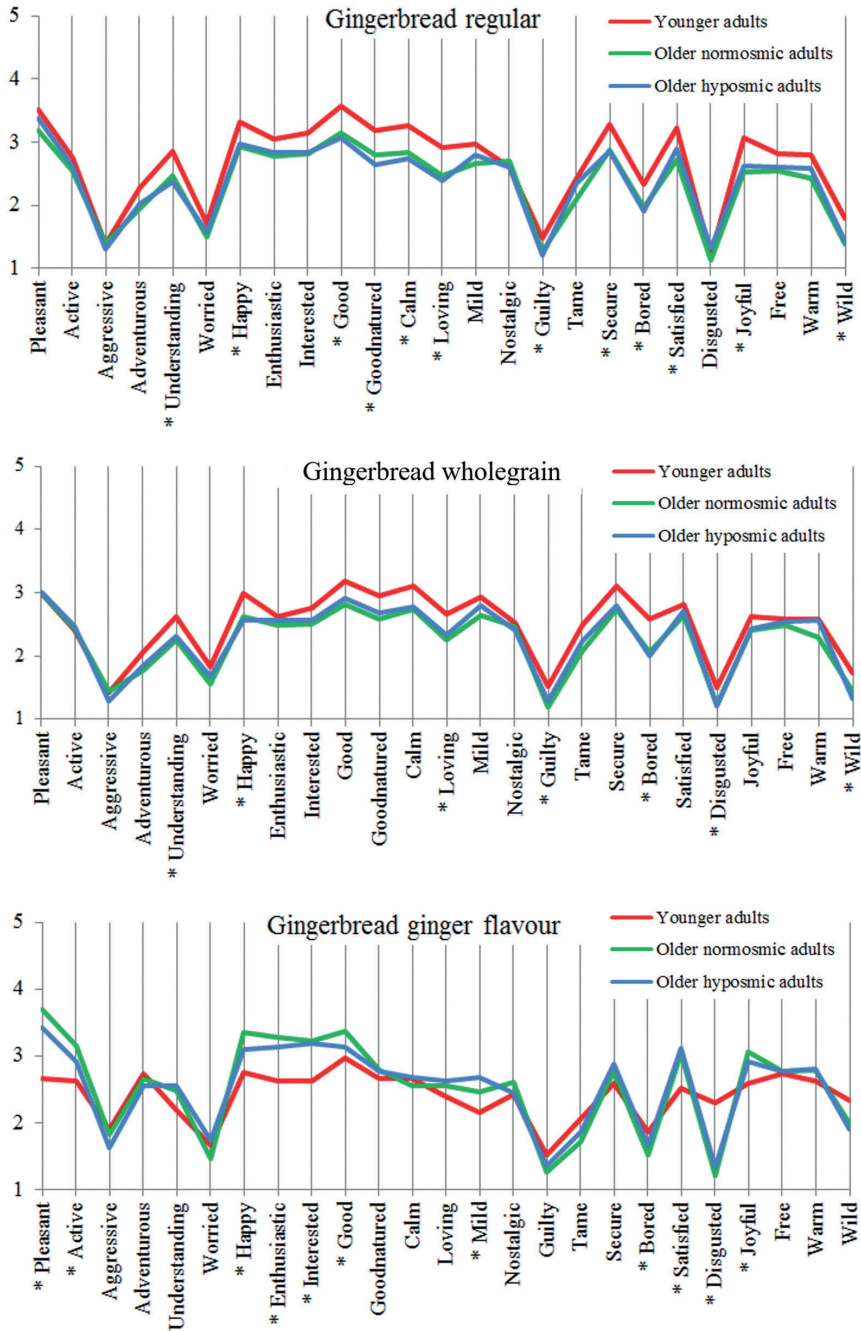 Gingerbread regular
Younger adults
Older normosmic adults
Older hyposmic adults
5
4
3
2
1
Pleasant
Active
Aggressive
Adventurous
* Understanding
Worried
* Happy
Enthusiastic
Interested
* Good
* Goodnatured
* Calm
* Loving
Mild
Nostalgic
* Guilty
Tame
* Secure
* Bored
* Satisfied
Disgusted
* Joyful
Free
Warm
* Wild
Gingerbread wholegrain
Younger adults
Older normosmic adults
Older hyposmic adults
5
4
3
2
1
Pleasant
Active
Aggressive
Adventurous
* Understanding
Worried
* Happy
Enthusiastic
Interested
Good
Goodnatured
Calm
* Loving
Mild
Nostalgic
* Guilty
Tame
Secure
* Bored
Satisfied
* Disgusted
Joyful
Free
Warm
* Wild
Gingerbread ginger flavour
Younger adults
Older normosmic adults
Older hyposmic adults
5
4
3
2
1
* Pleasant
* Active
Aggressive
Adventurous
Understanding
Worried
* Happy
* Enthusiastic
* Interested
* Good
Goodnatured
Calm
Loving
* Mild
Nostalgic
Guilty
Tame
Secure
* Bored
* Satisfied
* Disgusted
* Joyful
Free
Warm
Wild